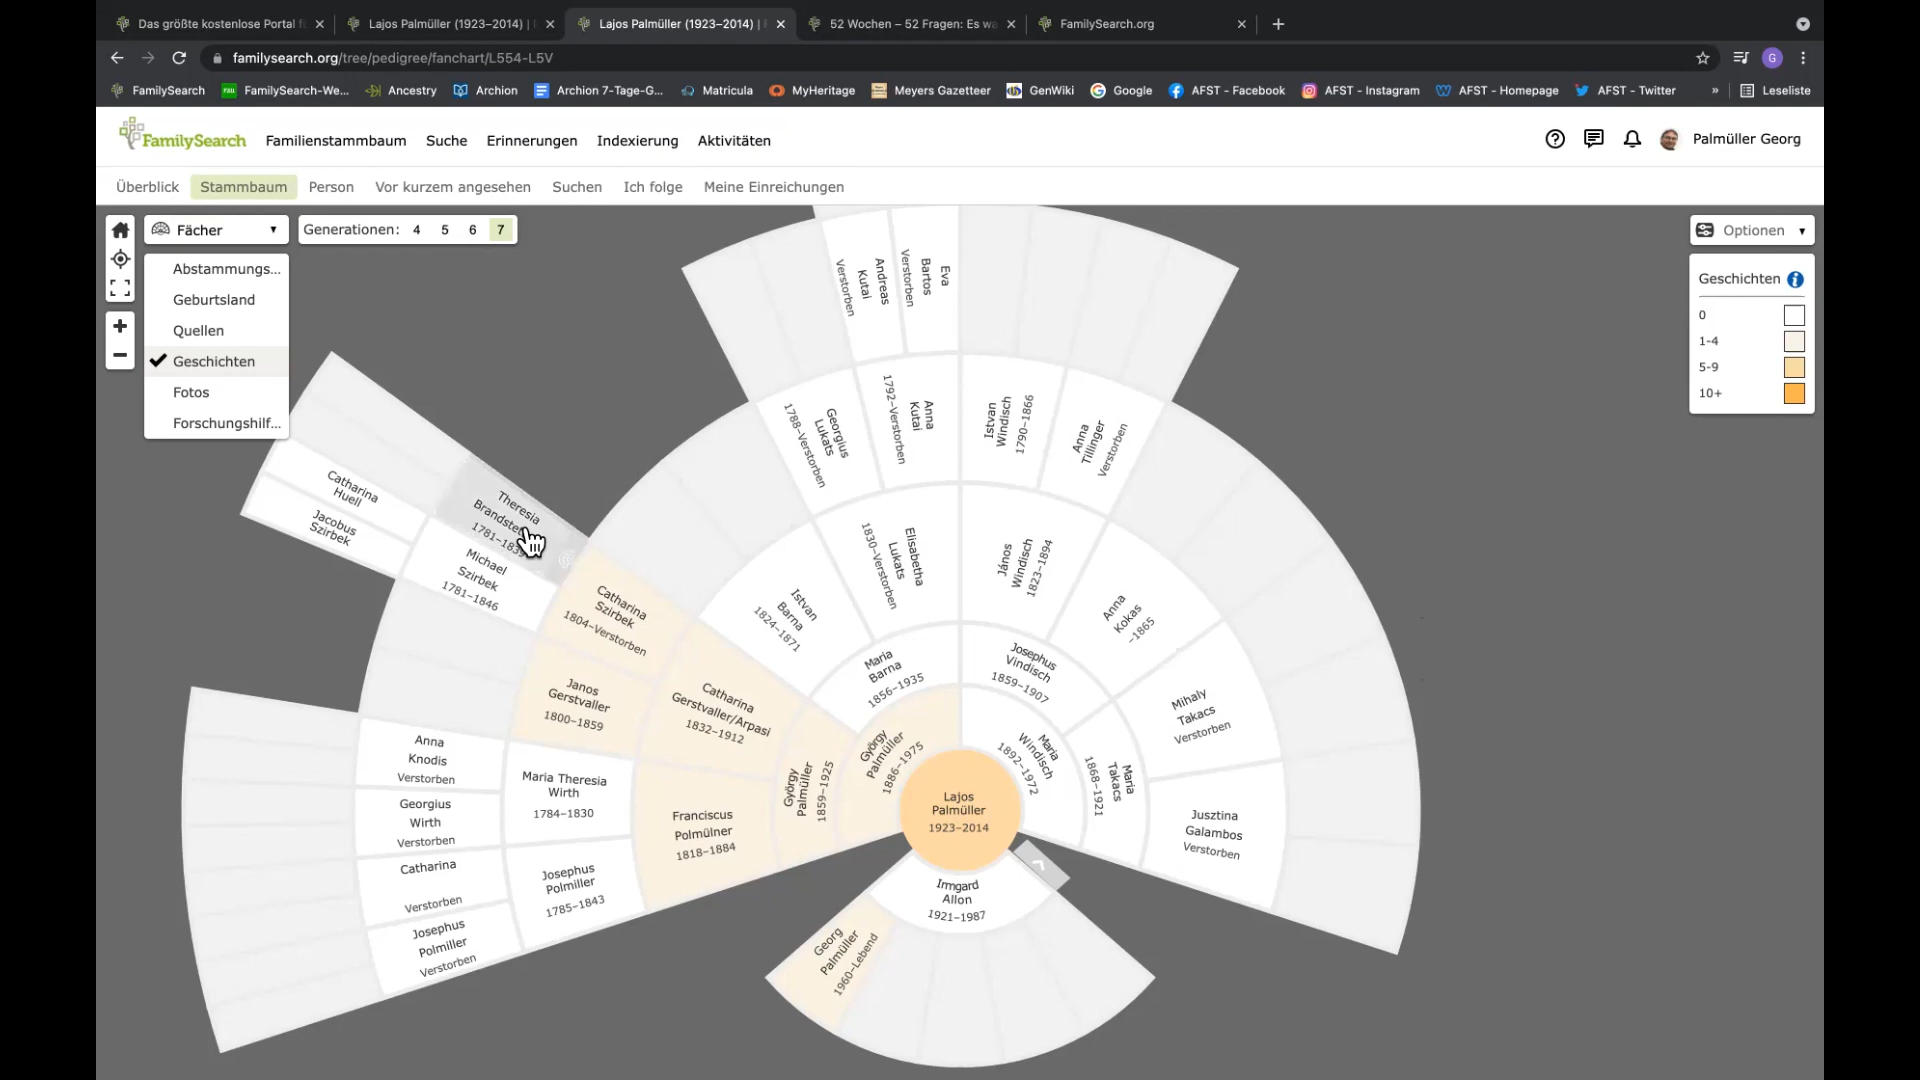 Das größte kostenlose Portal f
Lajos Palmüller (1923–2014) |
Lajos Palmüller (1923–2014) |
52 Wochen – 52 Fragen: Es wa
FamilySearch.org
familysearch.org/tree/pedigree/fanchart/L554-L5V
G
FamilySearch
FamilySearch-We...
Ancestry
Archion
Archion 7-Tage-G...
Matricula
MyHeritage
Meyers Gazetteer
GenWiki
Google
AFST - Facebook
AFST - Instagram
AFST - Homepage
AFST - Twitter
»
Leseliste
FamilySearch
Familienstammbaum
Suche
Erinnerungen
Indexierung
Aktivitäten
Palmüller Georg
Überblick
Stammbaum
Person
Vor kurzem angesehen
Suchen
Ich folge
Meine Einreichungen
Fächer
Generationen: 4 5 6 7
Optionen
Abstammungs...
Geburtsland
Quellen
Geschichten
Fotos
Forschungshilf...
Geschichten
0
1-4
5-9
10+
Andreas
Kutai
Verstorben
Eva
Bartos
Verstorben
Georgius
Lukats
1788–Verstorben
Anna
Kutai
1792–Verstorben
Istvan
Windisch
1790–1866
Anna
Tillinger
Verstorben
Catharina
Huell
Jacobus
Szirbek
Theresia
1781–1839
Michael
Szirbek
1781–1846
Catharina
Szirbek
1804–Verstorben
Istvan
Barna
1824–1871
Elisabetha
Lukats
1830–Verstorben
János
Windisch
1823–1894
Anna
Kokas
–1865
Janos
Gerstvaller
1800–1859
Catharina
Gerstvaller/Arpasi
1832–1912
Maria
Barna
1856–1935
Josephus
Vindisch
1859–1907
Mihaly
Takacs
Verstorben
Anna
Knodis
Verstorben
Maria Theresia
Wirth
1784–1830
György
Palmüller
1859–1925
György
Palmüller
1886–1975
Maria
Windisch
1892–1972
Maria
Takacs
1868–1921
Georgius
Wirth
Verstorben
Franciscus
Polmülner
1818–1884
Lajos
Palmüller
1923–2014
Jusztina
Galambos
Verstorben
Catharina
Verstorben
Josephus
Polmiller
1785–1843
Josephus
Polmiller
Verstorben
Irmgard
Allon
1921–1987
Georg
Palmüller
1960–Lebend